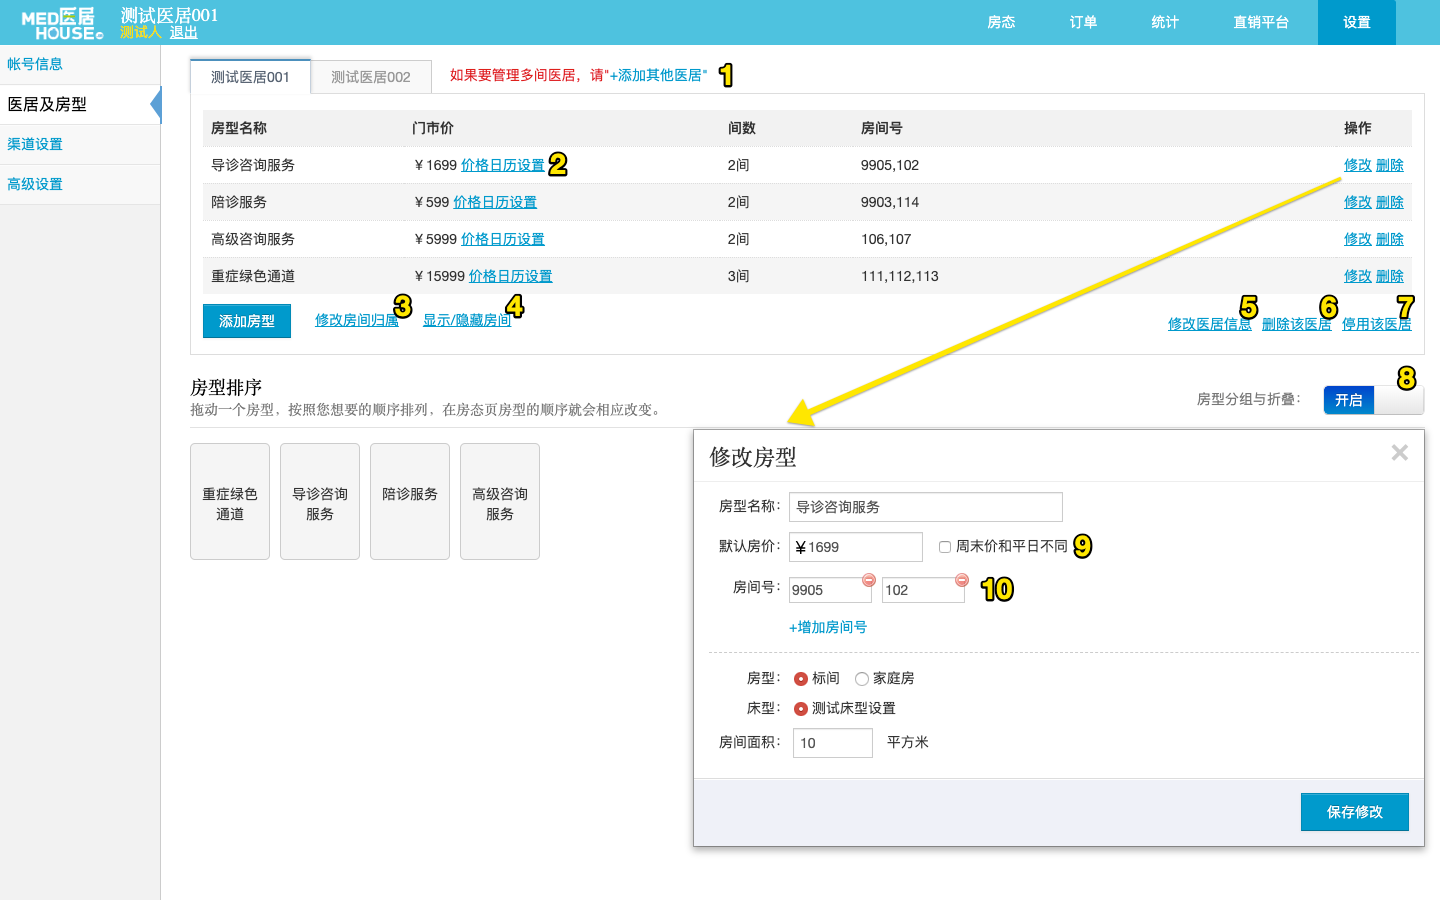 MED医居 HOUSE
测试医居001
测试人 退出
房态 订单 统计 直销平台 设置
帐号信息
医居及房型
渠道设置
高级设置
测试医居001 测试医居002 如果要管理多间医居，请"+添加其他医居" 1
房型名称 门市价 间数 房间号 操作
导诊咨询服务 ¥1699 价格日历设置 2 2间 9905,102 修改 删除
陪诊服务 ¥599 价格日历设置 2间 9903,114 修改 删除
高级咨询服务 ¥5999 价格日历设置 2间 106,107 修改 删除
重症绿色通道 ¥15999 价格日历设置 3间 111,112,113 修改 删除
添加房型 修改房间归属 3 显示/隐藏房间 4 修改医居信息 5 删除该医居 6 停用该医居 7
房型排序
拖动一个房型，按照您想要的顺序排列，在房态页房型的顺序就会相应改变。
房型分组与折叠： 开启 8
重症绿色
通道
导诊咨询
服务
陪诊服务
高级咨询
服务
修改房型 ×
房型名称： 导诊咨询服务
默认房价： ¥1699 周末价和平日不同 9
房间号： 9905 102 10
+增加房间号
房型： 标间 家庭房
床型： 测试床型设置
房间面积： 10 平方米
保存修改